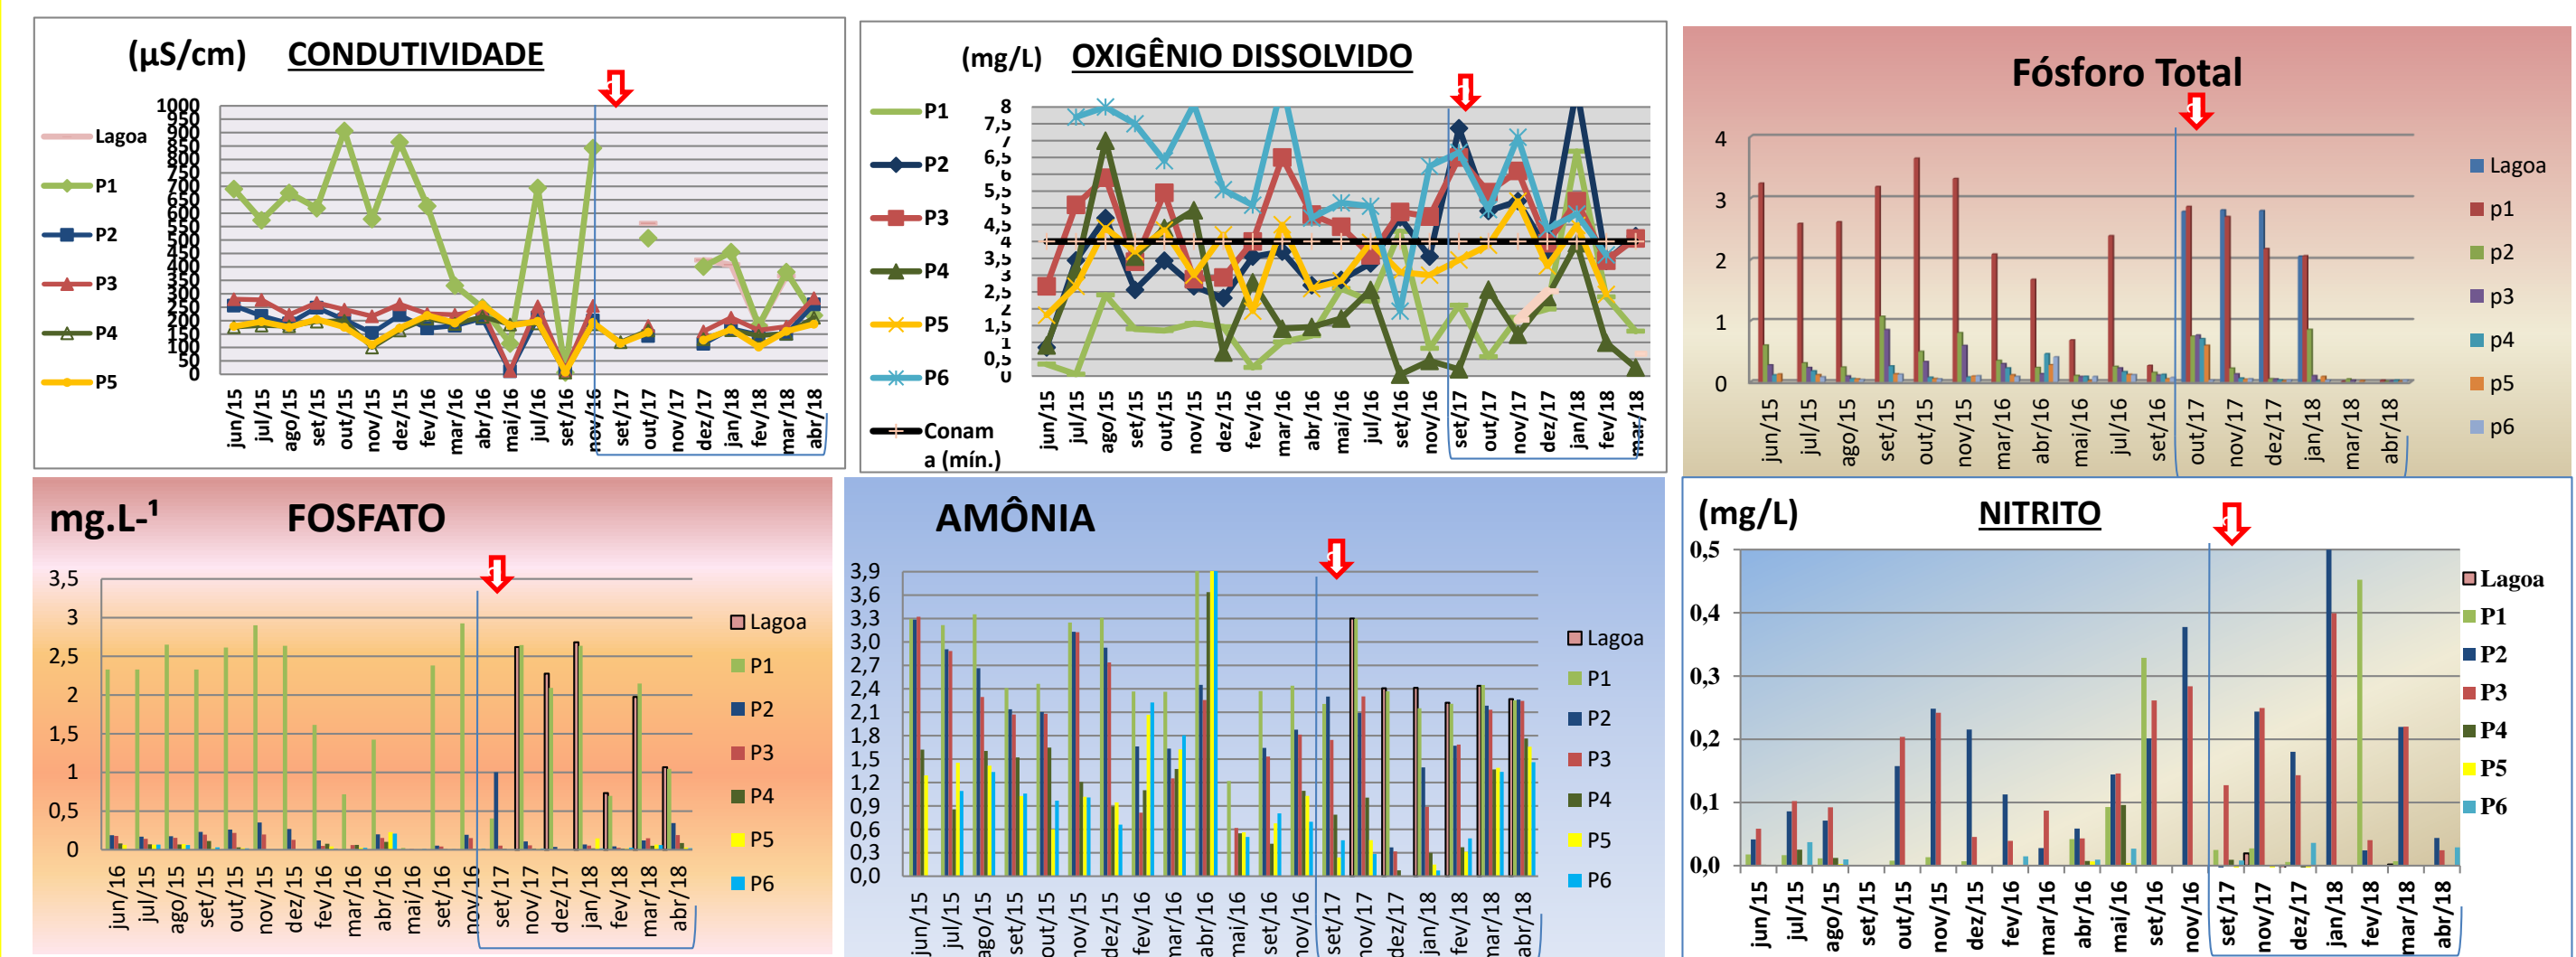 (µS/cm) CONDUTIVIDADE
1000
950
900
850
800
750
700
650
600
550
500
450
400
350
300
250
200
150
100
50
0
Lagoa
P1
P2
P3
P4
P5
jun/15
jul/15
ago/15
set/15
out/15
nov/15
dez/15
fev/16
mar/16
abr/16
mai/16
jul/16
set/16
nov/16
set/17
out/17
nov/17
dez/17
jan/18
fev/18
mar/18
abr/18
(mg/L) OXIGÊNIO DISSOLVIDO
8
7,5
7
6,5
6
5,5
5
4,5
4
3,5
3
2,5
2
1,5
1
0,5
0
P1
P2
P3
P4
P5
P6
Conam
a (mín.)
jun/15
jul/15
ago/15
set/15
out/15
nov/15
dez/15
fev/16
mar/16
abr/16
mai/16
jul/16
set/16
nov/16
set/17
out/17
nov/17
dez/17
jan/18
fev/18
mar/18
Fósforo Total
4
3
2
1
0
Lagoa
p1
p2
p3
p4
p5
p6
jun/15
jul/15
ago/15
set/15
out/15
nov/15
mar/16
abr/16
mai/16
jul/16
set/16
out/17
nov/17
dez/17
jan/18
mar/18
abr/18
mg.L-¹ FOSFATO
3,5
3
2,5
2
1,5
1
0,5
0
Lagoa
P1
P2
P3
P4
P5
P6
jun/16
jul/15
ago/15
set/15
out/15
nov/15
dez/15
fev/16
mar/16
abr/16
mai/16
set/16
nov/16
set/17
nov/17
dez/17
jan/18
fev/18
mar/18
abr/18
AMÔNIA
3,9
3,6
3,3
3,0
2,7
2,4
2,1
1,8
1,5
1,2
0,9
0,6
0,3
0,0
Lagoa
P1
P2
P3
P4
P5
P6
jun/15
jul/15
ago/15
set/15
out/15
nov/15
dez/15
fev/16
mar/16
abr/16
mai/16
set/16
nov/16
set/17
nov/17
dez/17
jan/18
fev/18
mar/18
abr/18
(mg/L) NITRITO
0,5
0,4
0,3
0,2
0,1
0,0
Lagoa
P1
P2
P3
P4
P5
P6
jun/15
jul/15
ago/15
set/15
out/15
nov/15
dez/15
fev/16
mar/16
abr/16
mai/16
set/16
nov/16
set/17
nov/17
dez/17
jan/18
fev/18
mar/18
abr/18